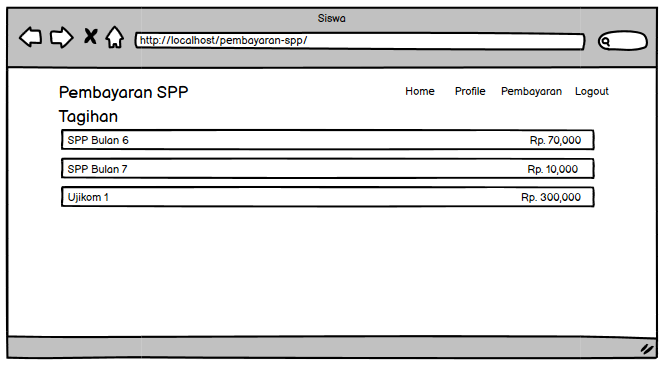 Siswa
http://localhost/pembayaran-spp/
Pembayaran SPP Home Profile Pembayaran Logout
Tagihan
SPP Bulan 6 Rp. 70,000
SPP Bulan 7 Rp. 10,000
Ujikom 1 Rp. 300,000